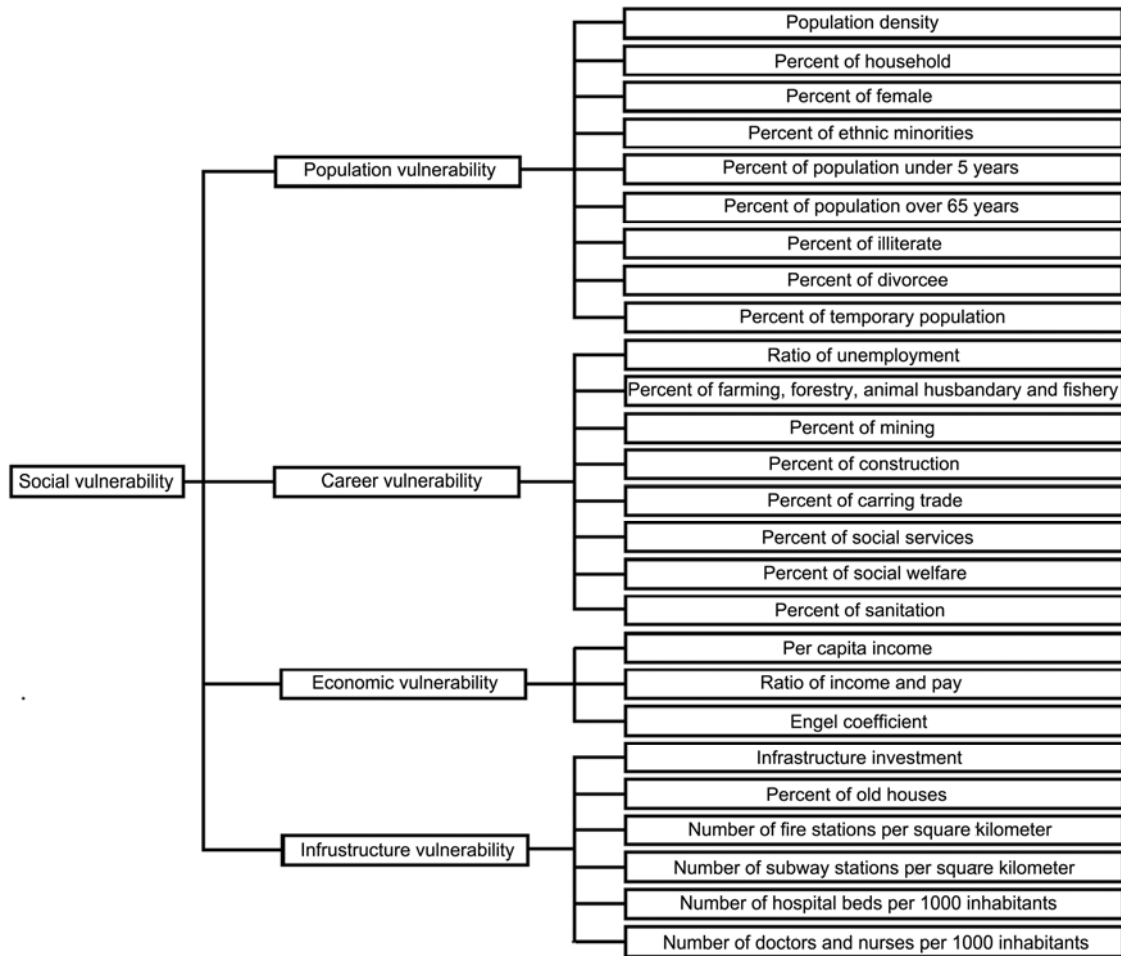 Population density
Percent of household
Percent of female
Percent of ethnic minorities
Population vulnerability
Percent of population under 5 years
Percent of population over 65 years
Percent of illiterate
Percent of divorcee
Percent of temporary population
Ratio of unemployment
Percent of farming, forestry, animal husbandary and fishery
Percent of mining
Percent of construction
Social vulnerability
Career vulnerability
Percent of carring trade
Percent of social services
Percent of social welfare
Percent of sanitation
Per capita income
Economic vulnerability
Ratio of income and pay
Engel coefficient
Infrastructure investment
Percent of old houses
Number of fire stations per square kilometer
Infrustructure vulnerability
Number of subway stations per square kilometer
Number of hospital beds per 1000 inhabitants
Number of doctors and nurses per 1000 inhabitants